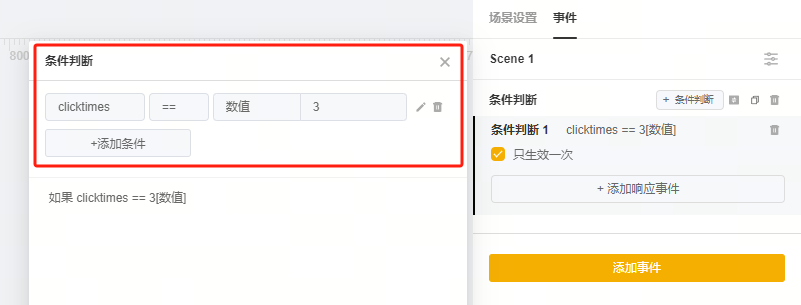 场景设置 事件
800
条件判断
Scene 1
clicktimes == 数值 3
条件判断 + 条件判断
+添加条件
条件判断 1 clicktimes == 3[数值]
只生效一次
如果 clicktimes == 3[数值]
+ 添加响应事件
添加事件